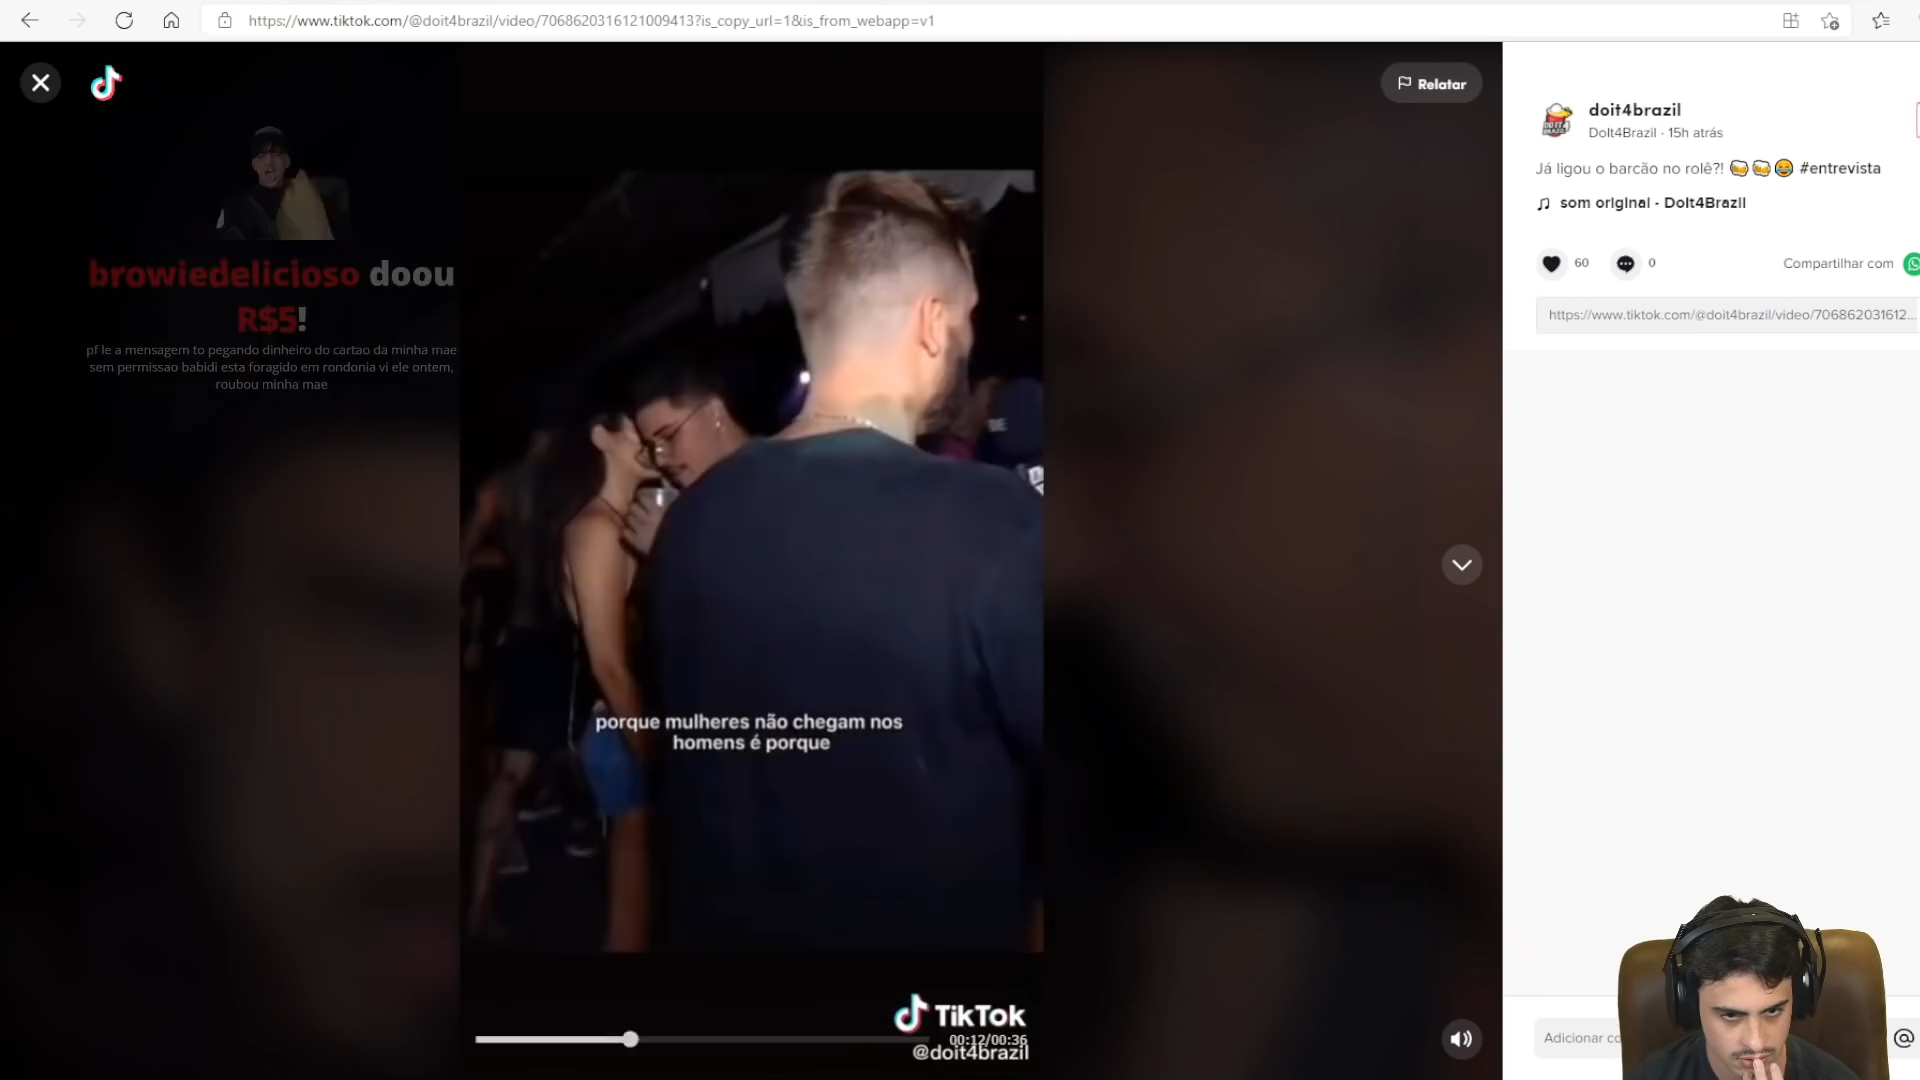 https://www.tiktok.com/@doit4brazil/video/7068620316121009413?is_copy_url=1&is_from_webapp=v1
Relatar
browiedelicioso doou
R$5!
pf le a mensagem to pegando dinheiro do cartao da minha mae
sem permissao babidi esta foragido em rondonia vi ele ontem,
roubou minha mae
porque mulheres não chegam nos
homens é porque
TikTok
00:12/00:36
@doit4brazil
doit4brazil
DoIt4Brazil · 15h atrás
Já ligou o barcão no rolê?! 🍻🍻😂 #entrevista
som original - DoIt4Brazil
60
0
Compartilhar com
https://www.tiktok.com/@doit4brazil/video/706862031612...
Adicionar co
@